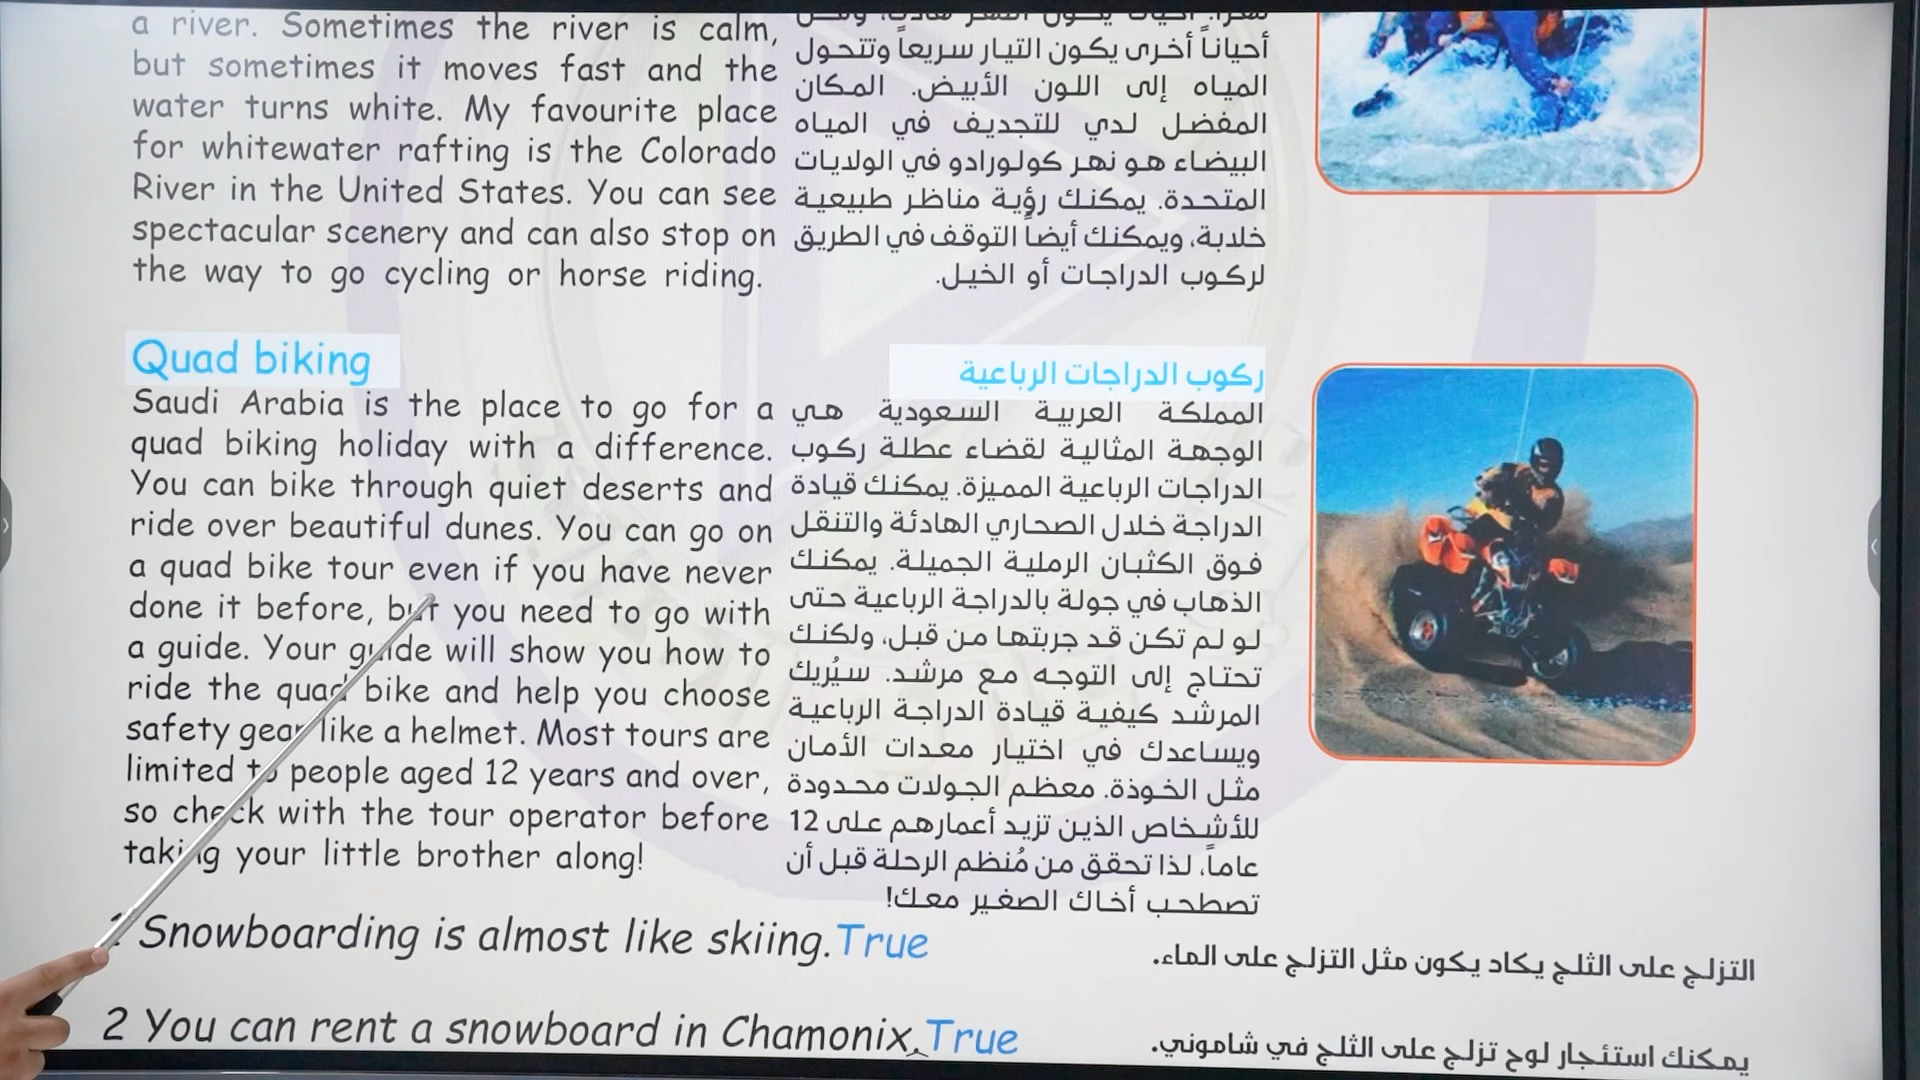 a river. Sometimes the river is calm,
but sometimes it moves fast and the
water turns white. My favourite place
for whitewater rafting is the Colorado
River in the United States. You can see
spectacular scenery and can also stop on
the way to go cycling or horse riding.
أحياناً أخرى يكون التيار سريعاً وتتحول
المياه إلى اللون الأبيض. المكان
المفضل لدي للتجديف في المياه
البيضاء هو نهر كولورادو في الولايات
المتحدة. يمكنك رؤية مناظر طبيعية
خلابة، ويمكنك أيضاً التوقف في الطريق
لركوب الدراجات أو الخيل.
Quad biking
Saudi Arabia is the place to go for a
quad biking holiday with a difference.
You can bike through quiet deserts and
ride over beautiful dunes. You can go on
a quad bike tour even if you have never
done it before, but you need to go with
a guide. Your guide will show you how to
ride the quad bike and help you choose
safety gear like a helmet. Most tours are
limited to people aged 12 years and over,
so check with the tour operator before
taking your little brother along!
ركوب الدراجات الرباعية
المملكة العربية السعودية هي
الوجهة المثالية لقضاء عطلة ركوب
الدراجات الرباعية المميزة. يمكنك قيادة
الدراجة خلال الصحاري الهادئة والتنقل
فوق الكثبان الرملية الجميلة. يمكنك
الذهاب في جولة بالدراجة الرباعية حتى
لو لم تكن قد جربتها من قبل، ولكنك
تحتاج إلى التوجه مع مرشد. سيُريك
المرشد كيفية قيادة الدراجة الرباعية
ويساعدك في اختيار معدات الأمان
مثل الخوذة. معظم الجولات محدودة
للأشخاص الذين تزيد أعمارهم على 12
عاماً، لذا تحقق من مُنظم الرحلة قبل أن
تصطحب أخاك الصغير معك!
Snowboarding is almost like skiing. True
التزلج على الثلج يكاد يكون مثل التزلج على الماء.
2 You can rent a snowboard in Chamonix. True
يمكنك استئجار لوح تزلج على الثلج في شاموني.